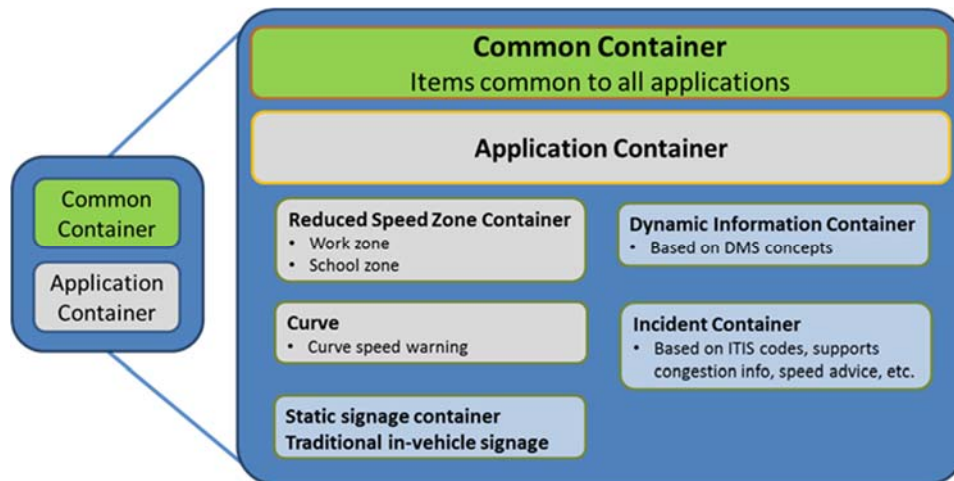 Common
Container
Application
Container
Common Container
Items common to all applications
Application Container
Reduced Speed Zone Container
• Work zone
• School zone
Curve
• Curve speed warning
Static signage container
Traditional in-vehicle signage
Dynamic Information Container
• Based on DMS concepts
Incident Container
• Based on ITIS codes, supports
congestion info, speed advice, etc.